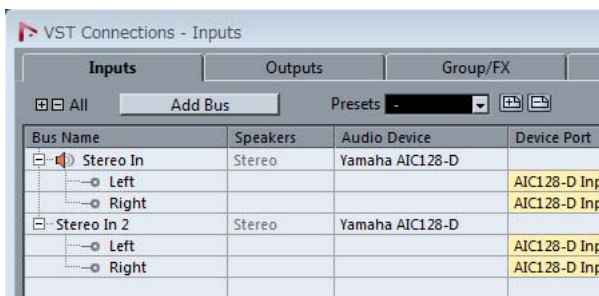 VST Connections - Inputs
Inputs Outputs Group/FX
All Add Bus Presets -
Bus Name Speakers Audio Device Device Port
Stereo In Stereo Yamaha AIC128-D
Left AIC128-D Inp
Right AIC128-D Inp
Stereo In 2 Stereo Yamaha AIC128-D
Left AIC128-D Inp
Right AIC128-D Inp